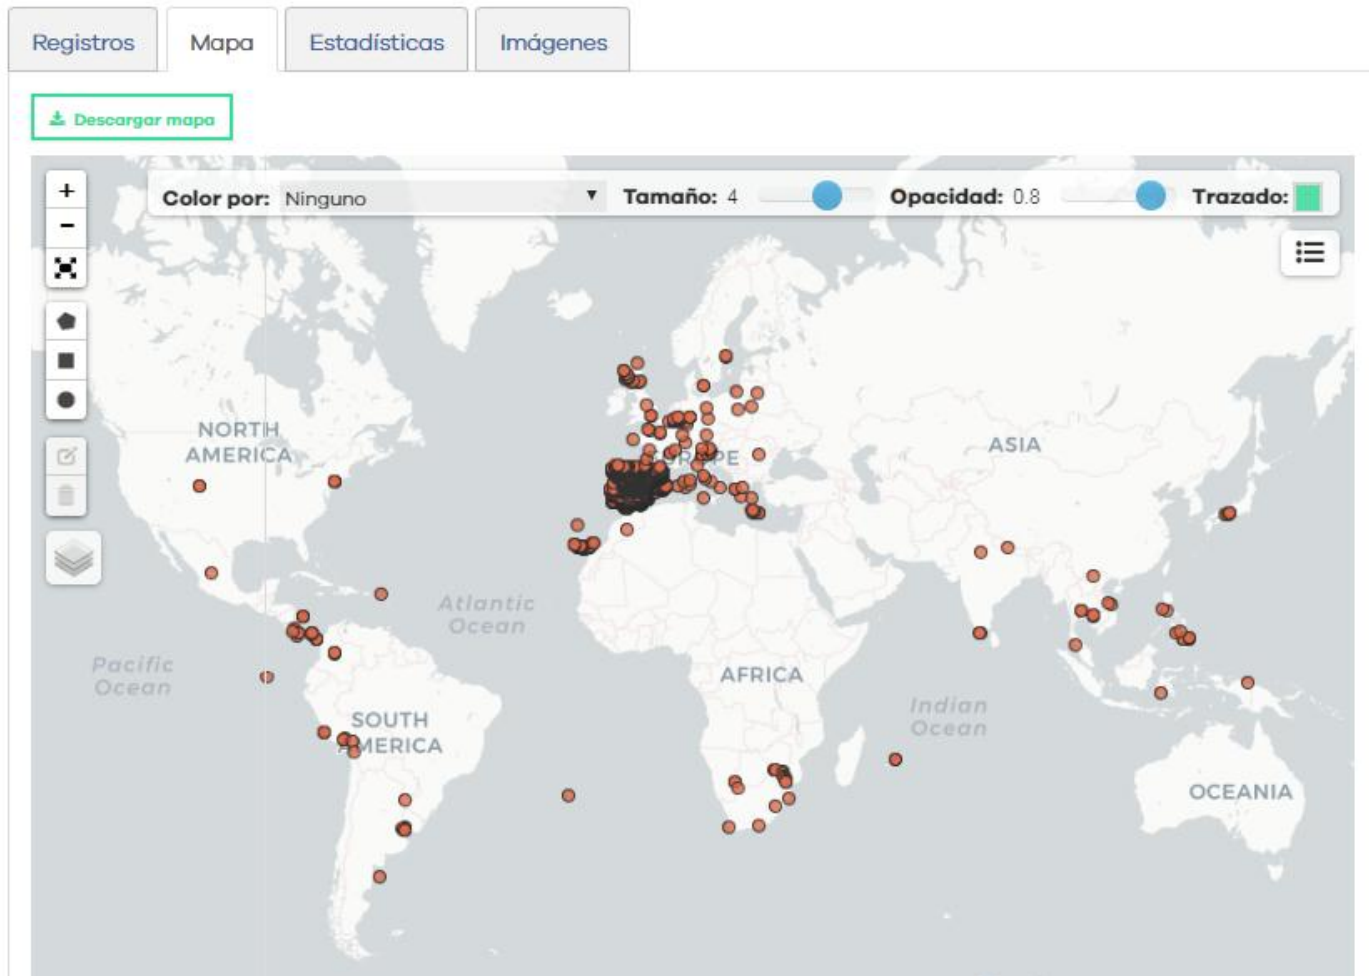 Registros
Mapa
Estadísticas
Imágenes
Descargar mapa
+
-
Color por: Ninguno
Tamaño: 4
Opacidad: 0.8
Trazado:
NORTH
AMERICA
ASIA
Atlantic
Ocean
Pacific
Ocean
AFRICA
SOUTH
AMERICA
Indian
Ocean
OCEANIA